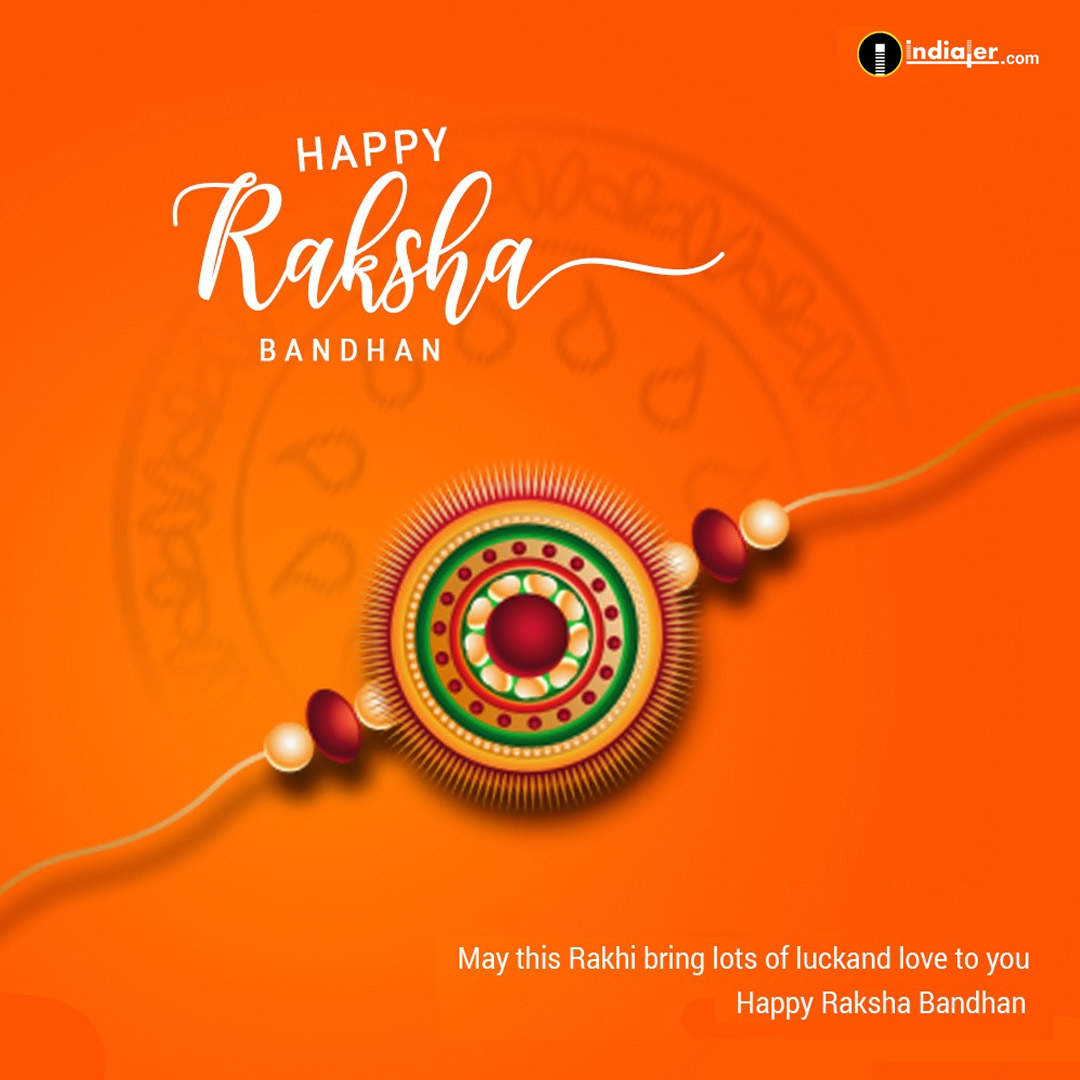 indiater.com
HAPPY
Raksha
BANDHAN
May this Rakhi bring lots of luckand love to you
Happy Raksha Bandhan